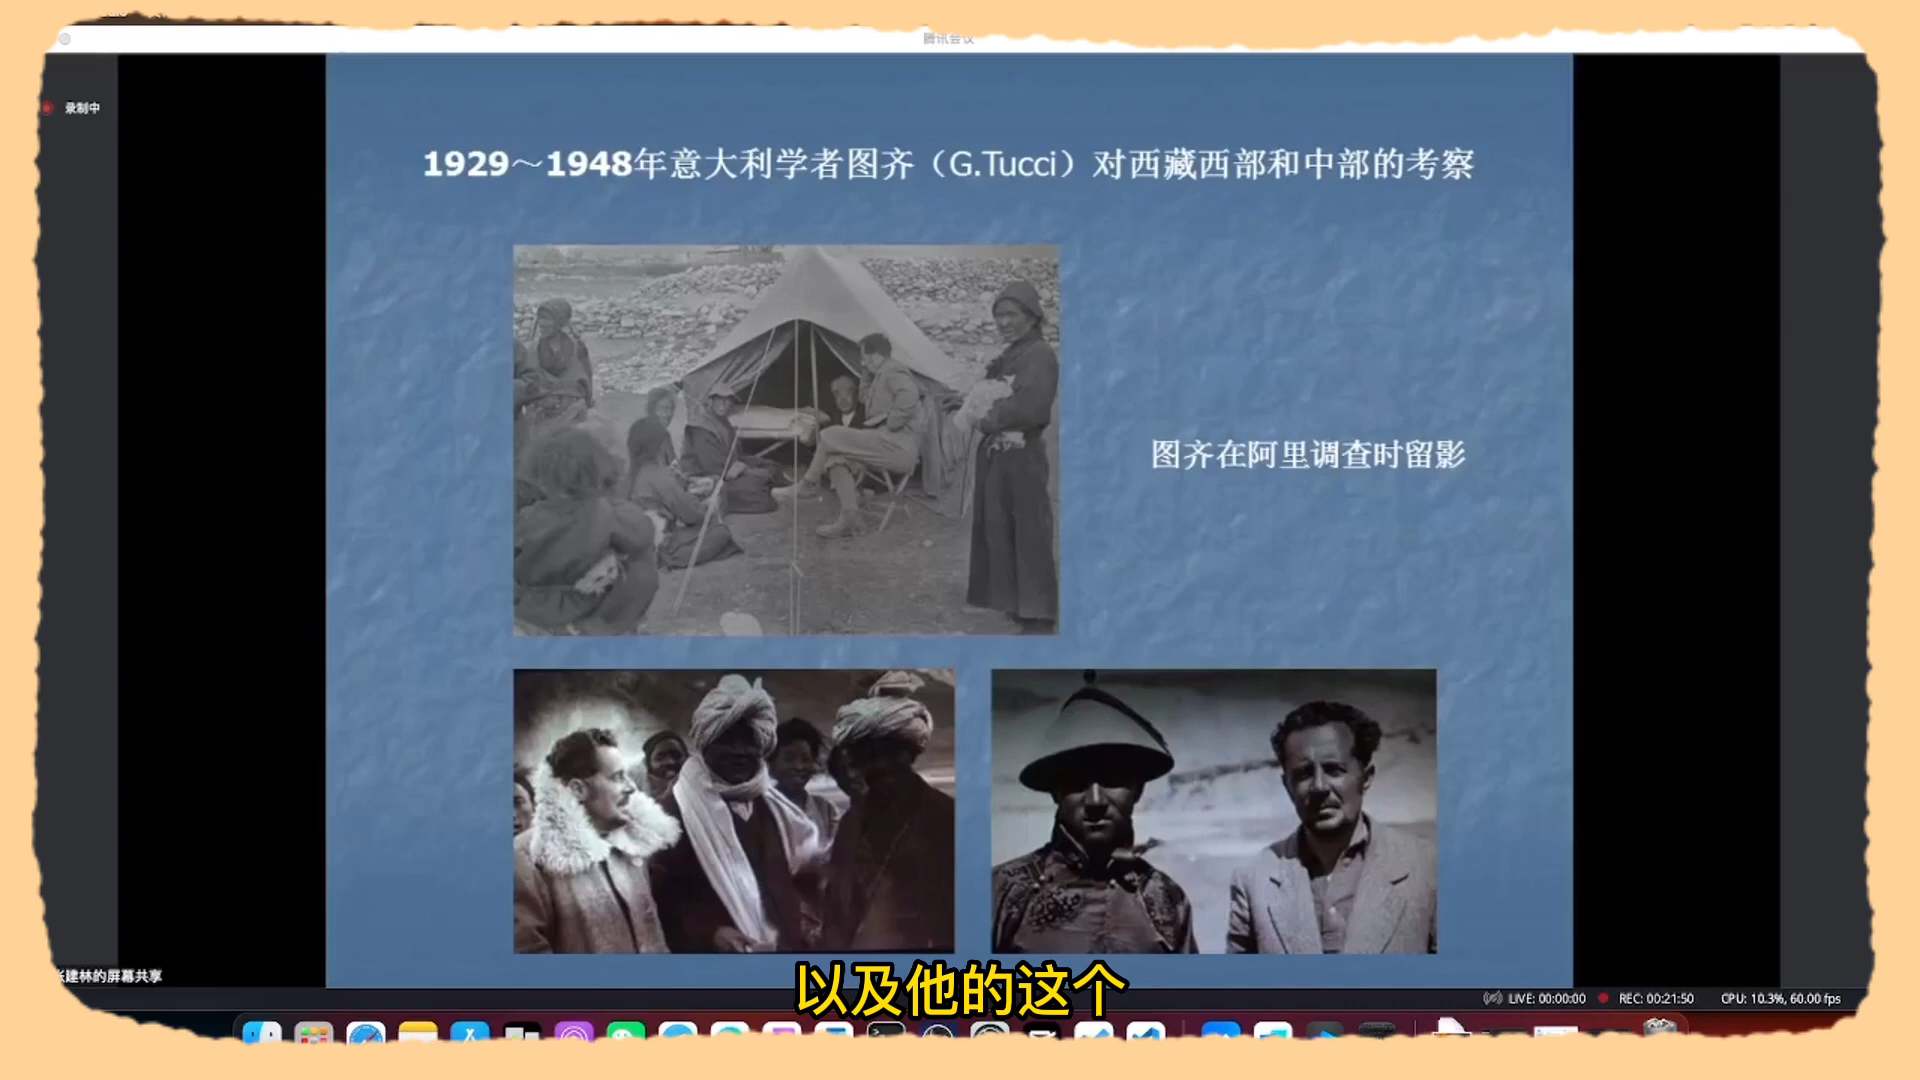 腾讯会议
录制中
1929～1948年意大利学者图齐（G.Tucci）对西藏西部和中部的考察
图齐在阿里调查时留影
张建林的屏幕共享
以及他的这个
LIVE: 00:00:00
REC: 00:21:50
CPU: 10.3%, 60.00 fps